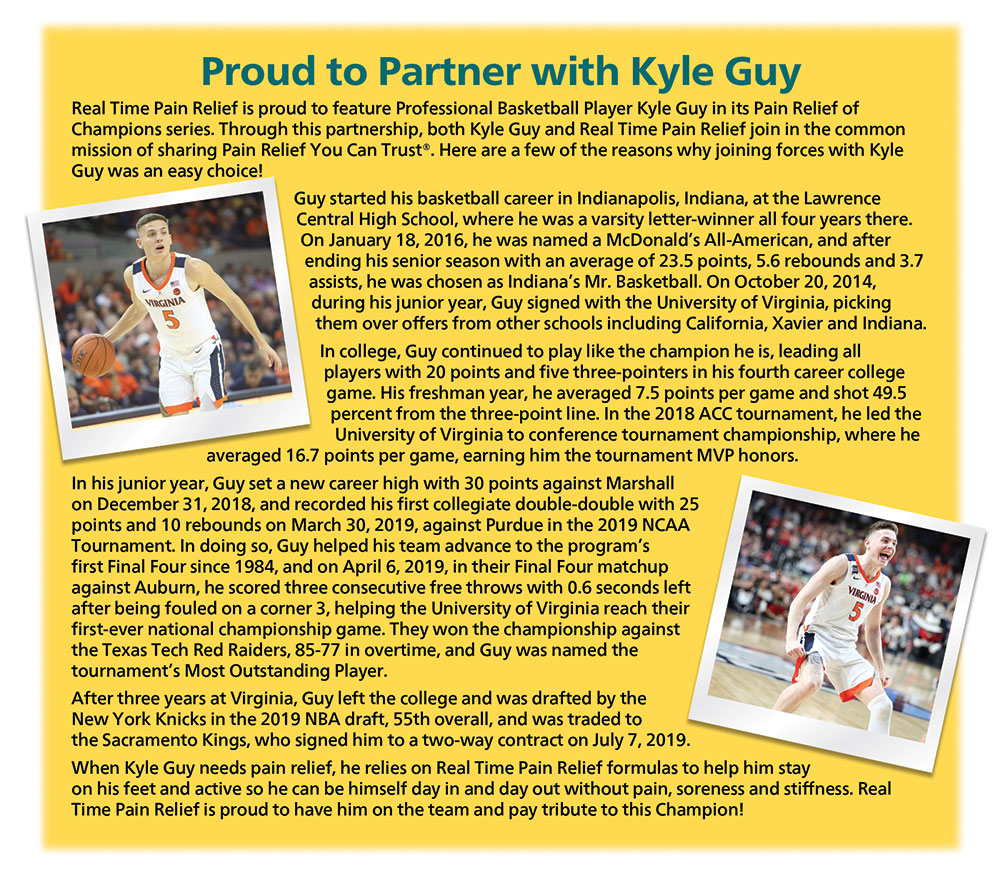 Proud to Partner with Kyle Guy
Real Time Pain Relief is proud to feature Professional Basketball Player Kyle Guy in its Pain Relief of
Champions series. Through this partnership, both Kyle Guy and Real Time Pain Relief join in the common
mission of sharing Pain Relief You Can Trust®. Here are a few of the reasons why joining forces with Kyle
Guy was an easy choice!
Guy started his basketball career in Indianapolis, Indiana, at the Lawrence
Central High School, where he was a varsity letter-winner all four years there.
On January 18, 2016, he was named a McDonald's All-American, and after
ending his senior season with an average of 23.5 points, 5.6 rebounds and 3.7
assists, he was chosen as Indiana's Mr. Basketball. On October 20, 2014,
during his junior year, Guy signed with the University of Virginia, picking
them over offers from other schools including California, Xavier and Indiana.
VIRGINIA
5
In college, Guy continued to play like the champion he is, leading all
players with 20 points and five three-pointers in his fourth career college
game. His freshman year, he averaged 7.5 points per game and shot 49.5
percent from the three-point line. In the 2018 ACC tournament, he led the
University of Virginia to conference tournament championship, where he
averaged 16.7 points per game, earning him the tournament MVP honors.
In his junior year, Guy set a new career high with 30 points against Marshall
on December 31, 2018, and recorded his first collegiate double-double with 25
points and 10 rebounds on March 30, 2019, against Purdue in the 2019 NCAA
Tournament. In doing so, Guy helped his team advance to the program's
first Final Four since 1984, and on April 6, 2019, in their Final Four matchup
against Auburn, he scored three consecutive free throws with 0.6 seconds left
after being fouled on a corner 3, helping the University of Virginia reach their
first-ever national championship game. They won the championship against
the Texas Tech Red Raiders, 85-77 in overtime, and Guy was named the
tournament's Most Outstanding Player.
VIRGINIA
5
After three years at Virginia, Guy left the college and was drafted by the
New York Knicks in the 2019 NBA draft, 55th overall, and was traded to
the Sacramento Kings, who signed him to a two-way contract on July 7, 2019.
When Kyle Guy needs pain relief, he relies on Real Time Pain Relief formulas to help him stay
on his feet and active so he can be himself day in and day out without pain, soreness and stiffness. Real
Time Pain Relief is proud to have him on the team and pay tribute to this Champion!